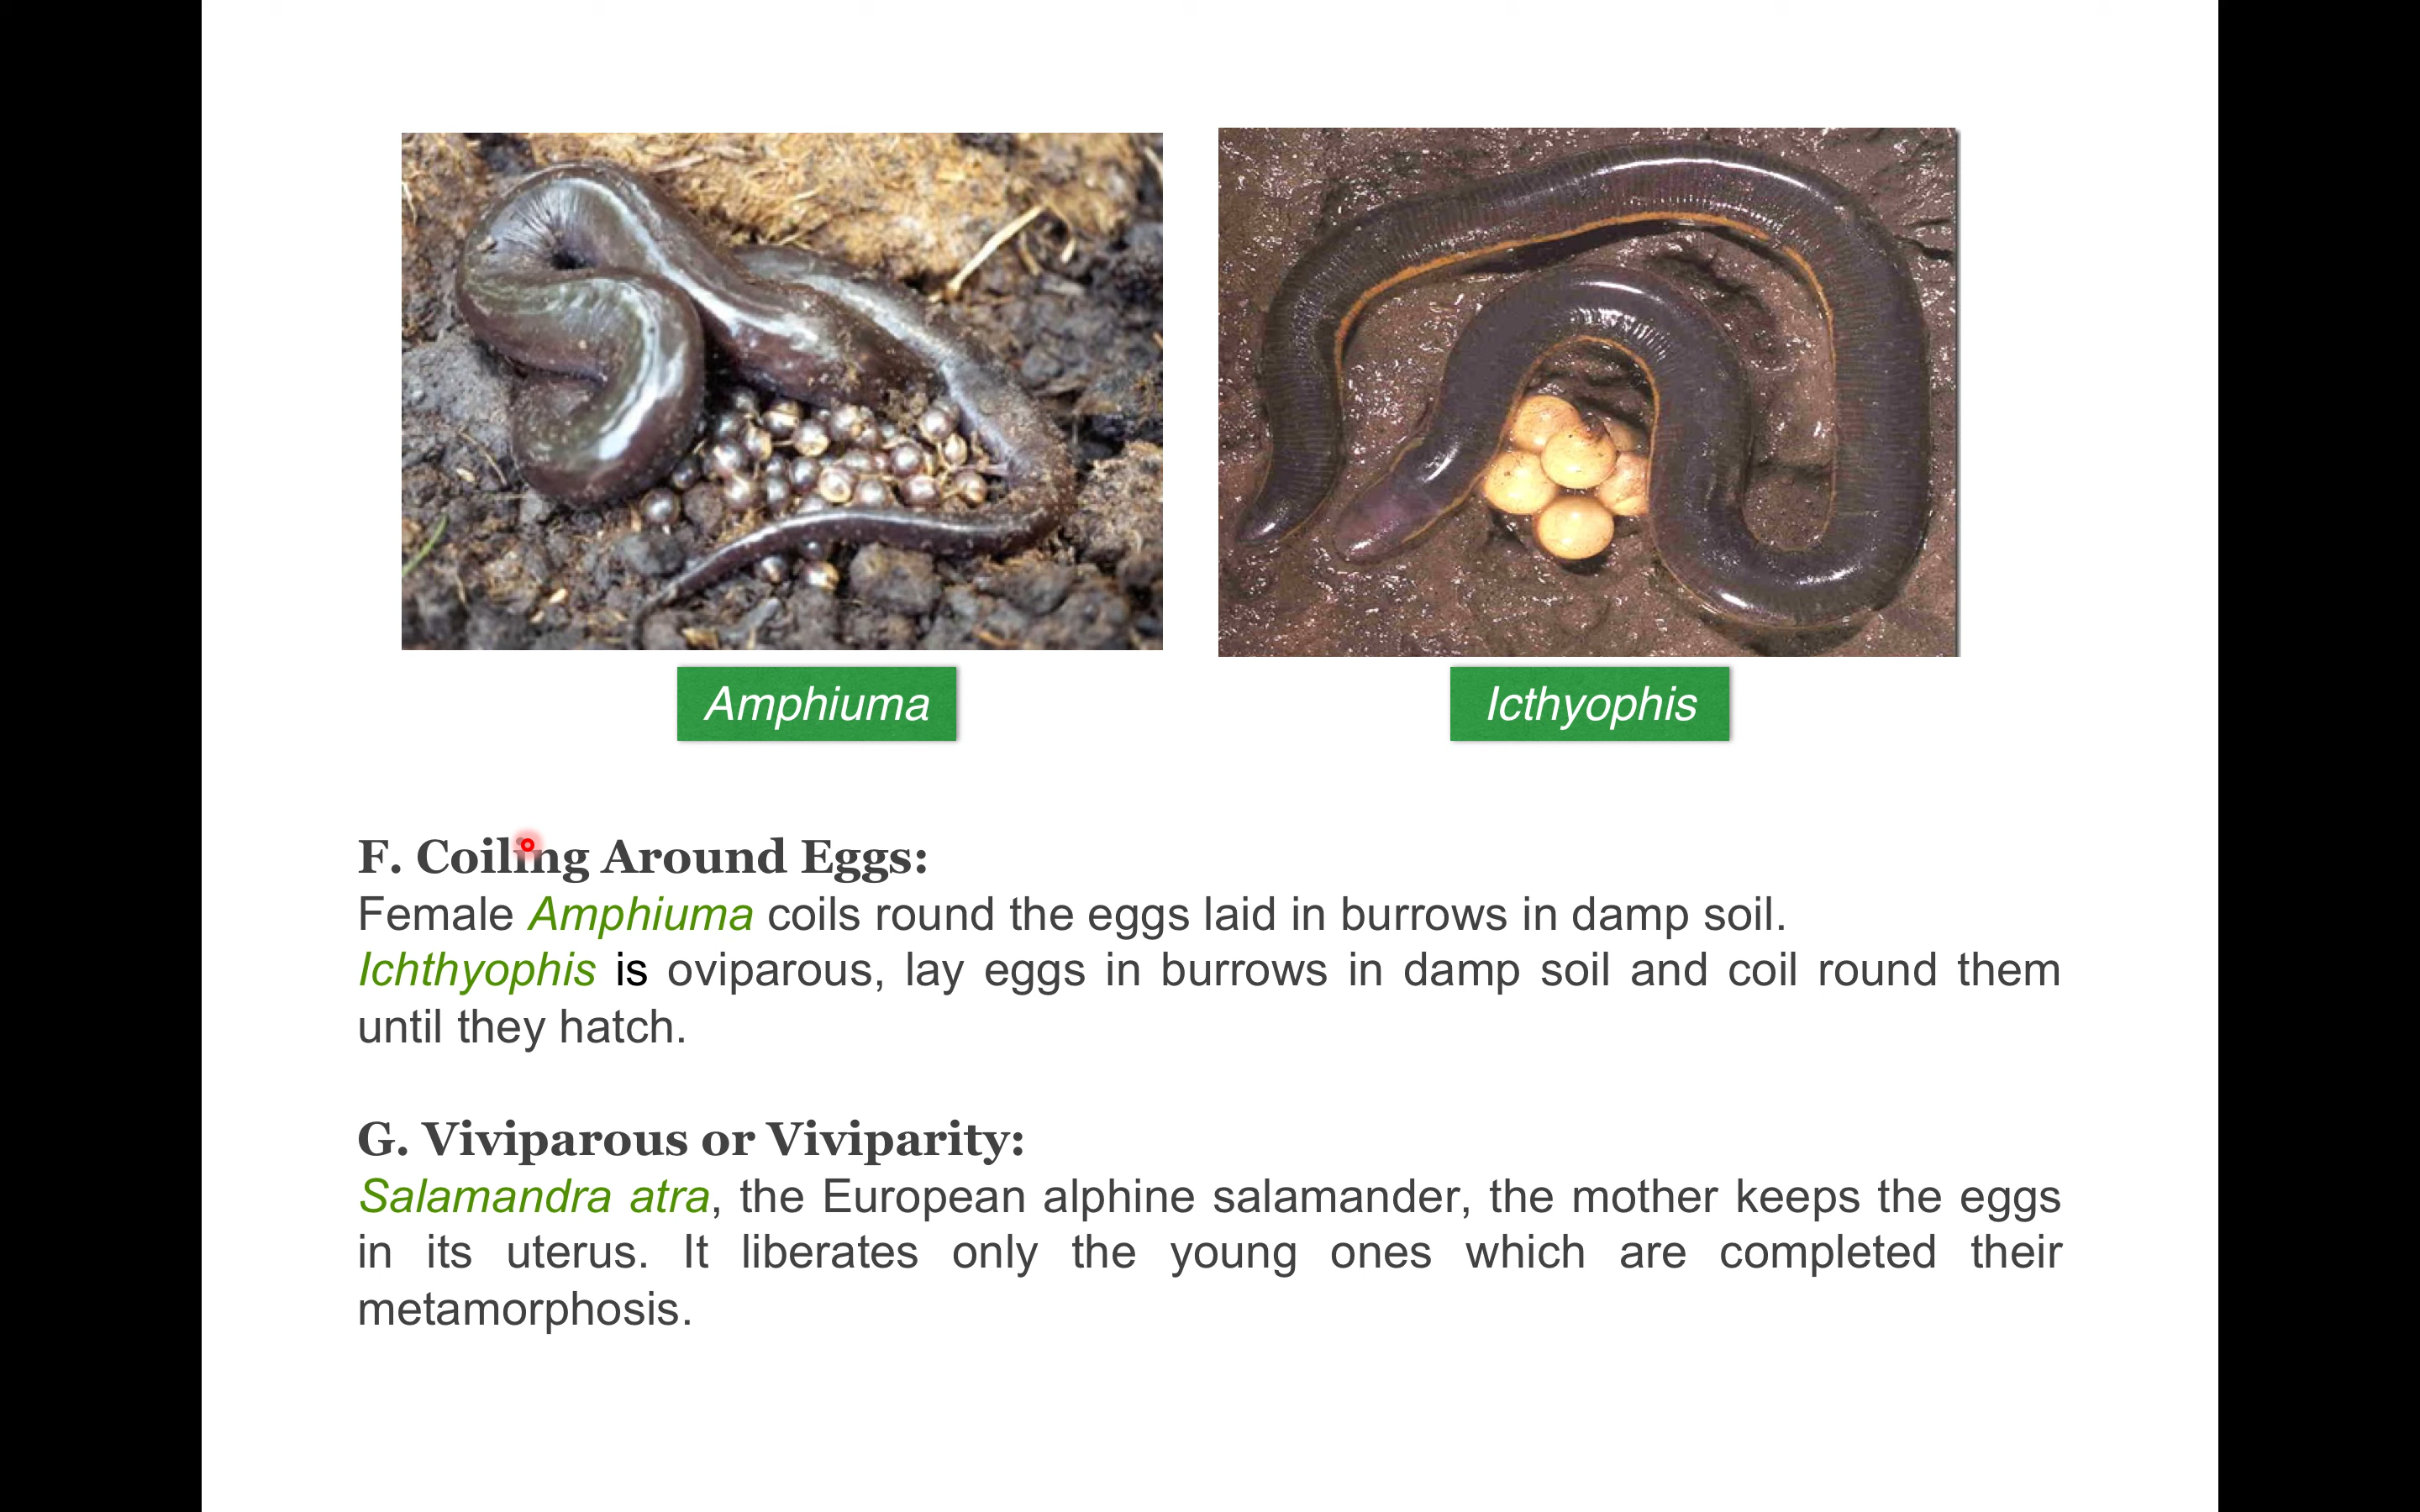 Amphiuma
Icthyophis
F. Coiling Around Eggs:
Female Amphiuma coils round the eggs laid in burrows in damp soil.
Ichthyophis is oviparous, lay eggs in burrows in damp soil and coil round them
until they hatch.
G. Viviparous or Viviparity:
Salamandra atra, the European alphine salamander, the mother keeps the eggs
in its uterus. It liberates only the young ones which are completed their
metamorphosis.